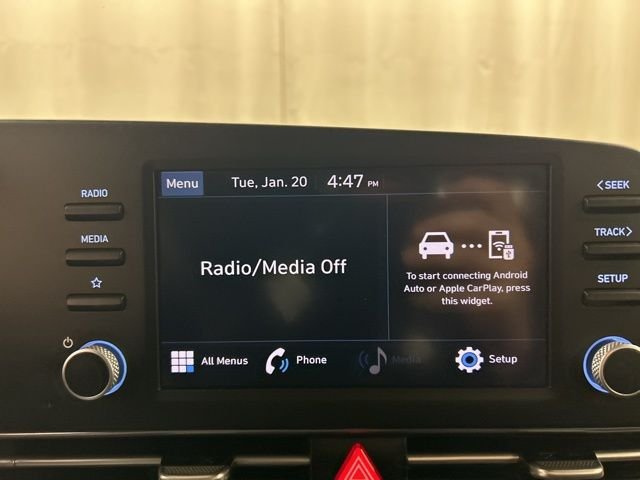 RADIO
MEDIA
Menu
Tue, Jan. 20
4:47 PM
Radio/Media Off
To start connecting Android
Auto or Apple CarPlay, press
this widget.
All Menus
Phone
Media
Setup
<SEEK
TRACK>
SETUP